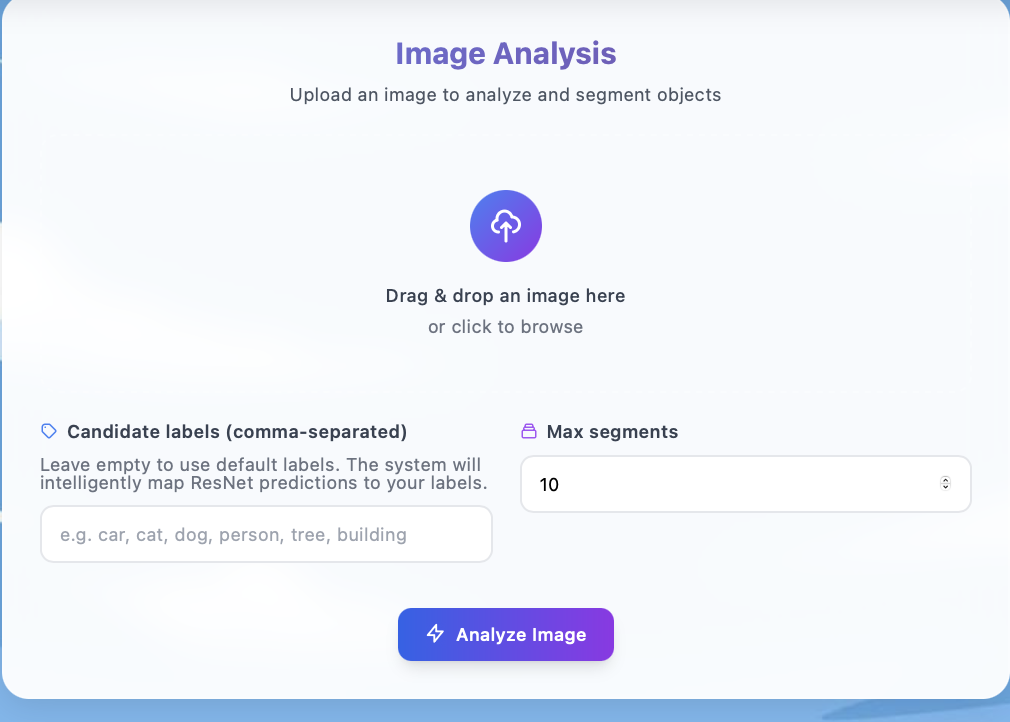 Image Analysis
Upload an image to analyze and segment objects
Drag & drop an image here
or click to browse
Candidate labels (comma-separated)
Leave empty to use default labels. The system will
intelligently map ResNet predictions to your labels.
e.g. car, cat, dog, person, tree, building
Max segments
10
Analyze Image